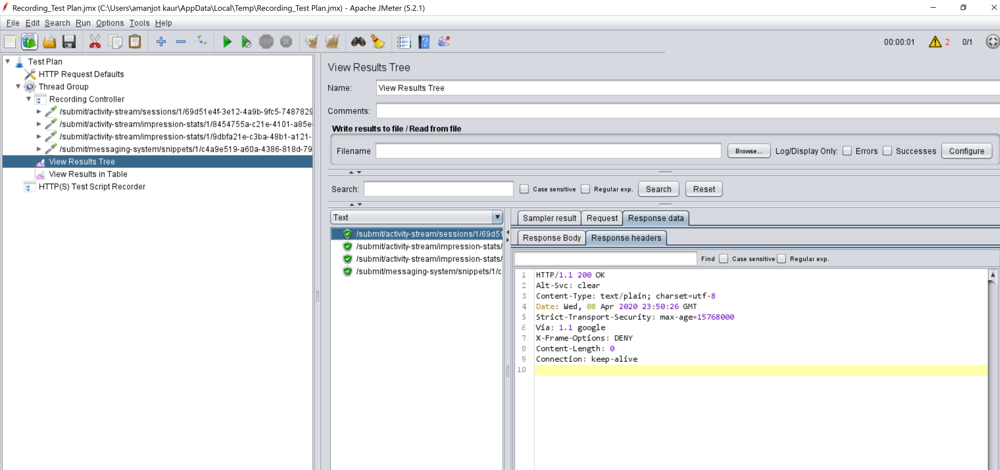 Recording_Test Plan.jmx (C:\Users\amanjot kaur\AppData\Local\Temp\Recording_Test Plan.jmx) - Apache JMeter (5.2.1)
File Edit Search Run Options Tools Help
STOP
00:00:01 2 0/1
Test Plan
HTTP Request Defaults
Thread Group
Recording Controller
/submit/activity-stream/sessions/1/69d51e4f-3e12-4a9b-9fc5-7487829
/submit/activity-stream/impression-stats/1/8454755a-c21e-4101-a85e-
/submit/activity-stream/impression-stats/1/9dbfa21e-c3ba-48b1-a121-
/submit/messaging-system/snippets/1/c4a9e519-a60a-4386-818d-79
View Results Tree
View Results in Table
HTTP(S) Test Script Recorder
View Results Tree
Name: View Results Tree
Comments:
Write results to file / Read from file
Filename Browse... Log/Display Only: Errors Successes Configure
Search: Case sensitive Regular exp. Search Reset
Text
/submit/activity-stream/sessions/1/69d51
/submit/activity-stream/impression-stats/
/submit/activity-stream/impression-stats/
/submit/messaging-system/snippets/1/c
Sampler result Request Response data
Response Body Response headers
Find Case sensitive Regular exp.
1 HTTP/1.1 200 OK
2 Alt-Svc: clear
3 Content-Type: text/plain; charset=utf-8
4 Date: Wed, 08 Apr 2020 23:50:26 GMT
5 Strict-Transport-Security: max-age=15768000
6 Via: 1.1 google
7 X-Frame-Options: DENY
8 Content-Length: 0
9 Connection: keep-alive
10